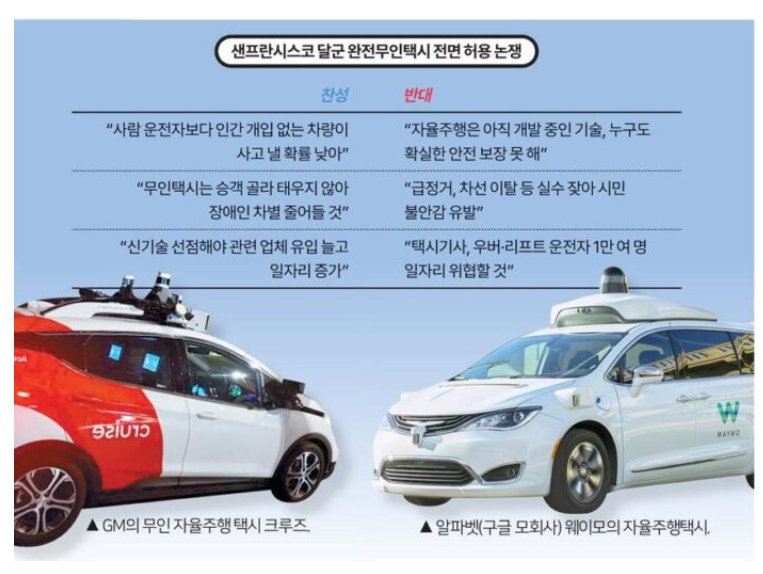 샌프란시스코 달군 완전무인택시 전면 허용 논쟁
찬성
반대
“사람 운전자보다 인간 개입 없는 차량이
사고 낼 확률 낮아”
“자율주행은 아직 개발 중인 기술, 누구도
확실한 안전 보장 못 해”
“무인택시는 승객 골라 태우지 않아
장애인 차별 줄어들 것”
“급정거, 차선 이탈 등 실수 잦아 시민
불안감 유발”
“신기술 선점해야 관련 업체 유입 늘고
일자리 증가”
“택시기사, 우버·리프트 운전자 1만 여 명
일자리 위협할 것”
cruise
WAYMO
▲ GM의 무인 자율주행 택시 크루즈.
▲ 알파벳(구글 모회사) 웨이모의 자율주행택시.